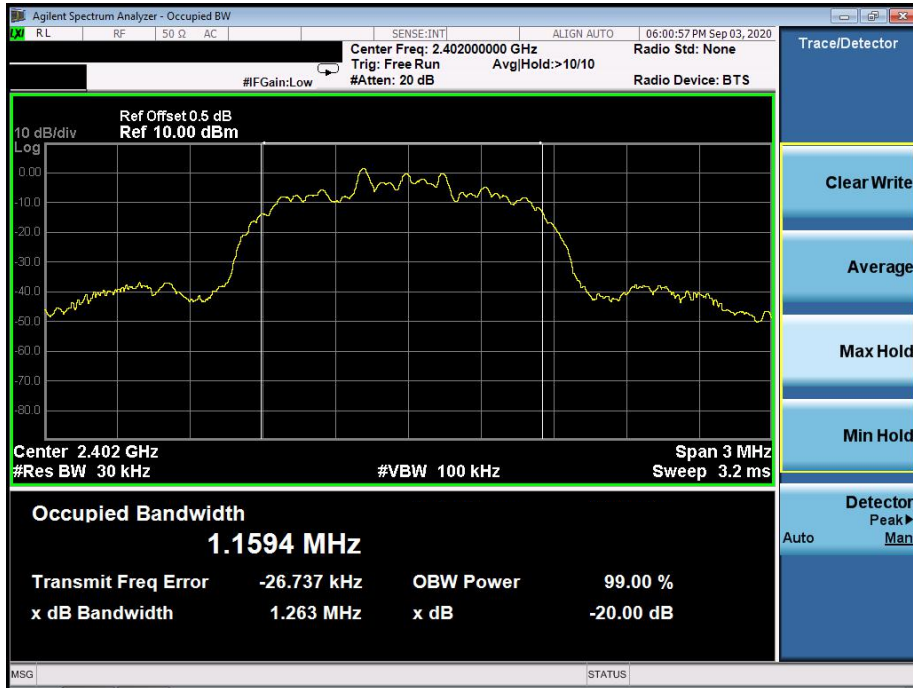 Agilent Spectrum Analyzer - Occupied BW
LXI RL RF 50 Ω AC SENSE:INT ALIGN AUTO 06:00:57 PM Sep 03, 2020
Center Freq: 2.402000000 GHz Radio Std: None
Trig: Free Run Avg|Hold:>10/10
#IFGain:Low #Atten: 20 dB Radio Device: BTS
Ref Offset 0.5 dB
10 dB/div Ref 10.00 dBm
Log
0.00
-10.0
-20.0
-30.0
-40.0
-50.0
-60.0
-70.0
-80.0
Center 2.402 GHz Span 3 MHz
#Res BW 30 kHz #VBW 100 kHz Sweep 3.2 ms
Occupied Bandwidth
1.1594 MHz
Transmit Freq Error -26.737 kHz OBW Power 99.00 %
x dB Bandwidth 1.263 MHz x dB -20.00 dB
MSG STATUS
Trace/Detector
Clear Write
Average
Max Hold
Min Hold
Detector
Peak▶
Auto Man